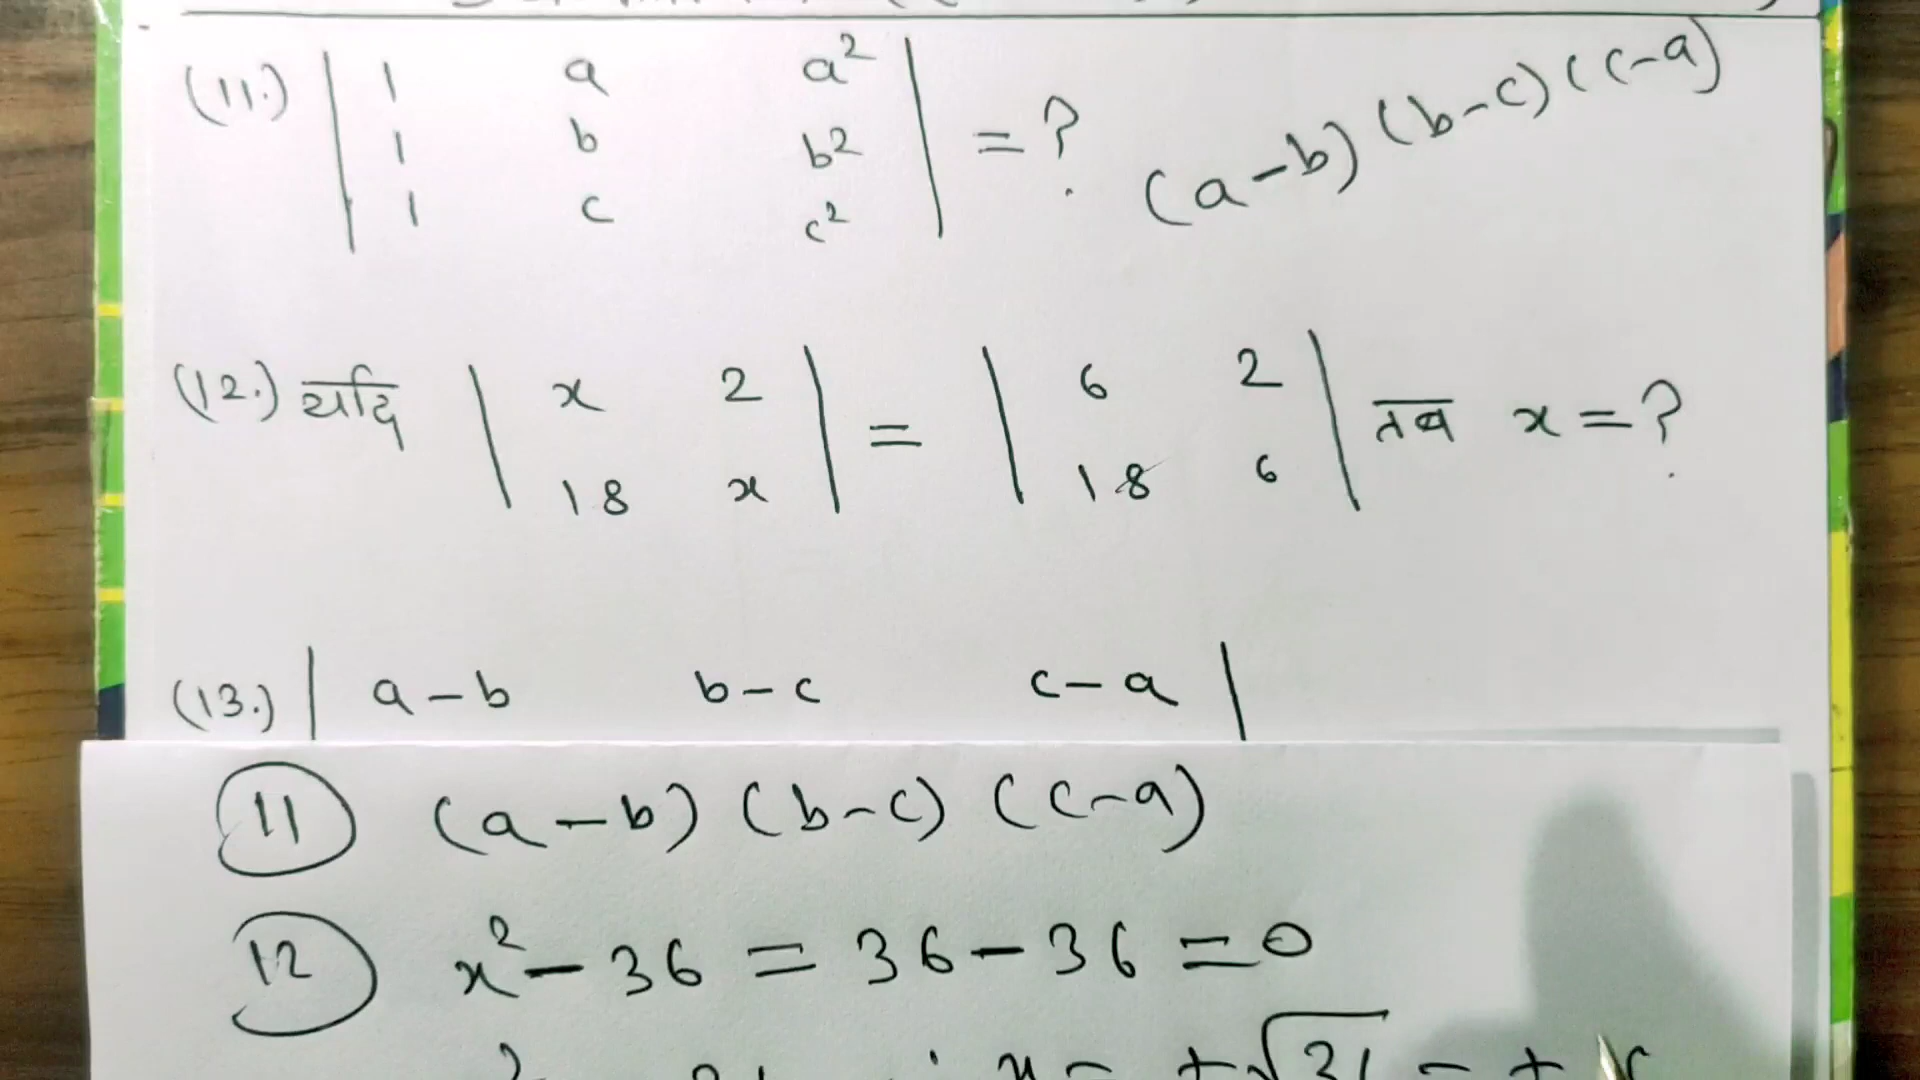 (11.) | 1 a a² | = ? (a-b)(b-c)(c-a)
| 1 b b² |
| 1 c c² |
(12.) यदि | x 2 | = | 6 2 | तब x = ?
| 18 x | | 18 6 |
(13.) | a-b b-c c-a |
11 (a-b)(b-c)(c-a)
12 x²-36 = 36-36 = 0